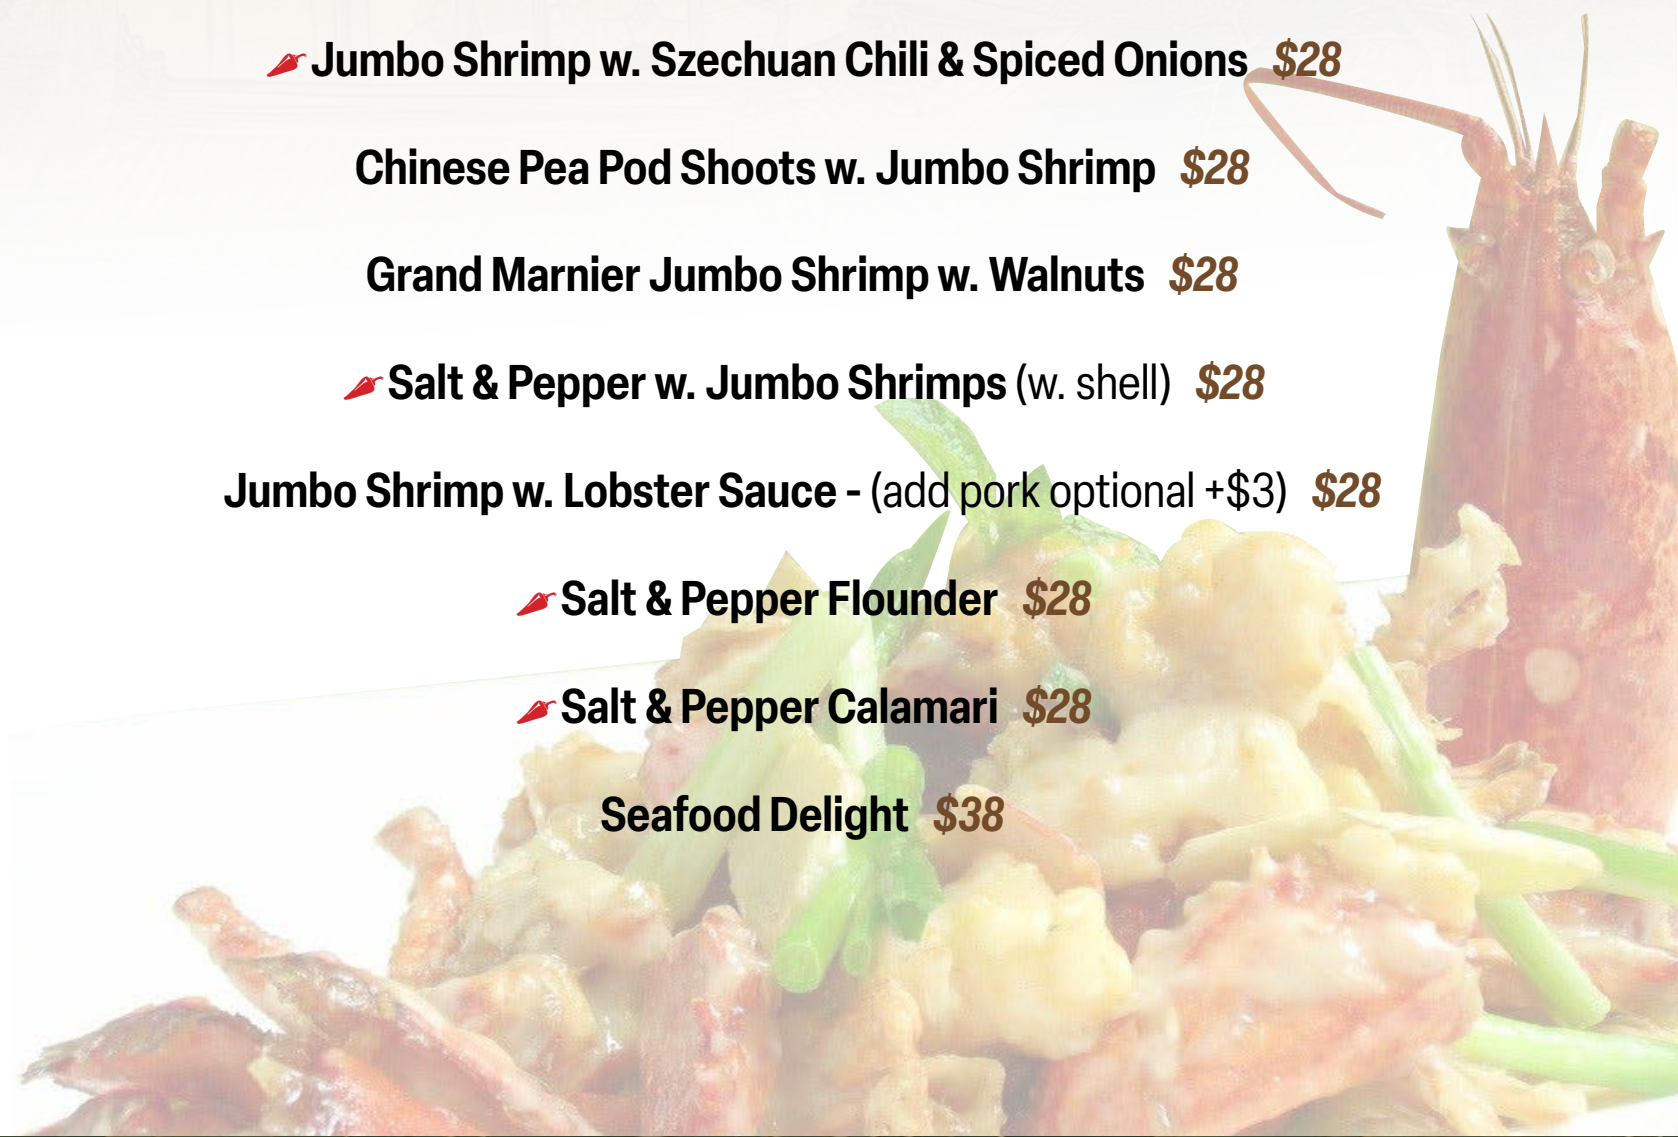 Jumbo Shrimp w. Szechuan Chili & Spiced Onions $28
Chinese Pea Pod Shoots w. Jumbo Shrimp $28
Grand Marnier Jumbo Shrimp w. Walnuts $28
Salt & Pepper w. Jumbo Shrimps (w. shell) $28
Jumbo Shrimp w. Lobster Sauce - (add pork optional +$3) $28
Salt & Pepper Flounder $28
Salt & Pepper Calamari $28
Seafood Delight $38